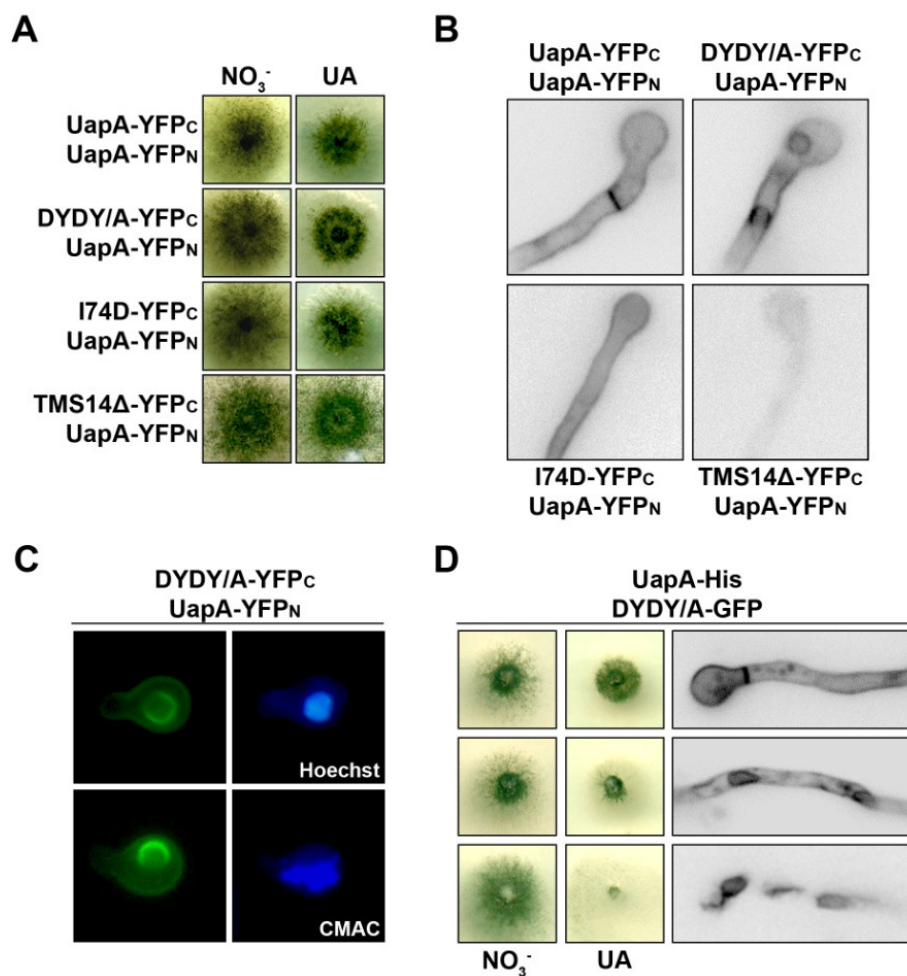 A
NO3- UA
UapA-YFPC
UapA-YFPN
DYDY/A-YFPC
UapA-YFPN
I74D-YFPC
UapA-YFPN
TMS14Δ-YFPC
UapA-YFPN
B
UapA-YFPC DYDY/A-YFPC
UapA-YFPN UapA-YFPN
I74D-YFPC TMS14Δ-YFPC
UapA-YFPN UapA-YFPN
C
DYDY/A-YFPC
UapA-YFPN
Hoechst
CMAC
D
UapA-His
DYDY/A-GFP
NO3- UA